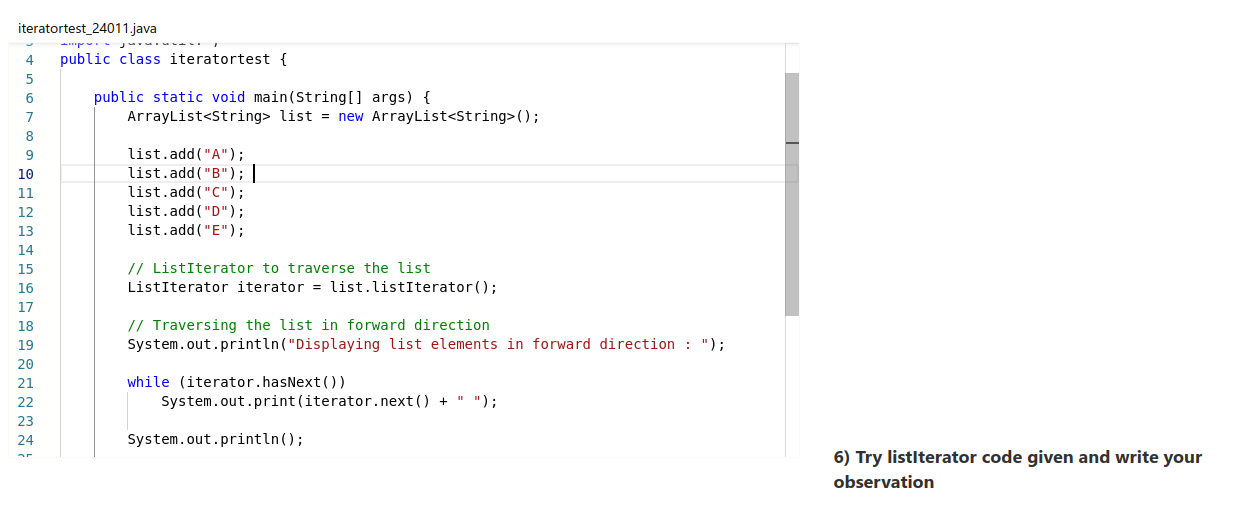 iteratortest_24011.java
4 public class iteratortest {
5
6 public static void main(String[] args) {
7 ArrayList<String> list = new ArrayList<String>();
8
9 list.add("A");
10 list.add("B");
11 list.add("C");
12 list.add("D");
13 list.add("E");
14
15 // ListIterator to traverse the list
16 ListIterator iterator = list.listIterator();
17
18 // Traversing the list in forward direction
19 System.out.println("Displaying list elements in forward direction : ");
20
21 while (iterator.hasNext())
22 System.out.print(iterator.next() + " ");
23
24 System.out.println();
6) Try listIterator code given and write your
observation